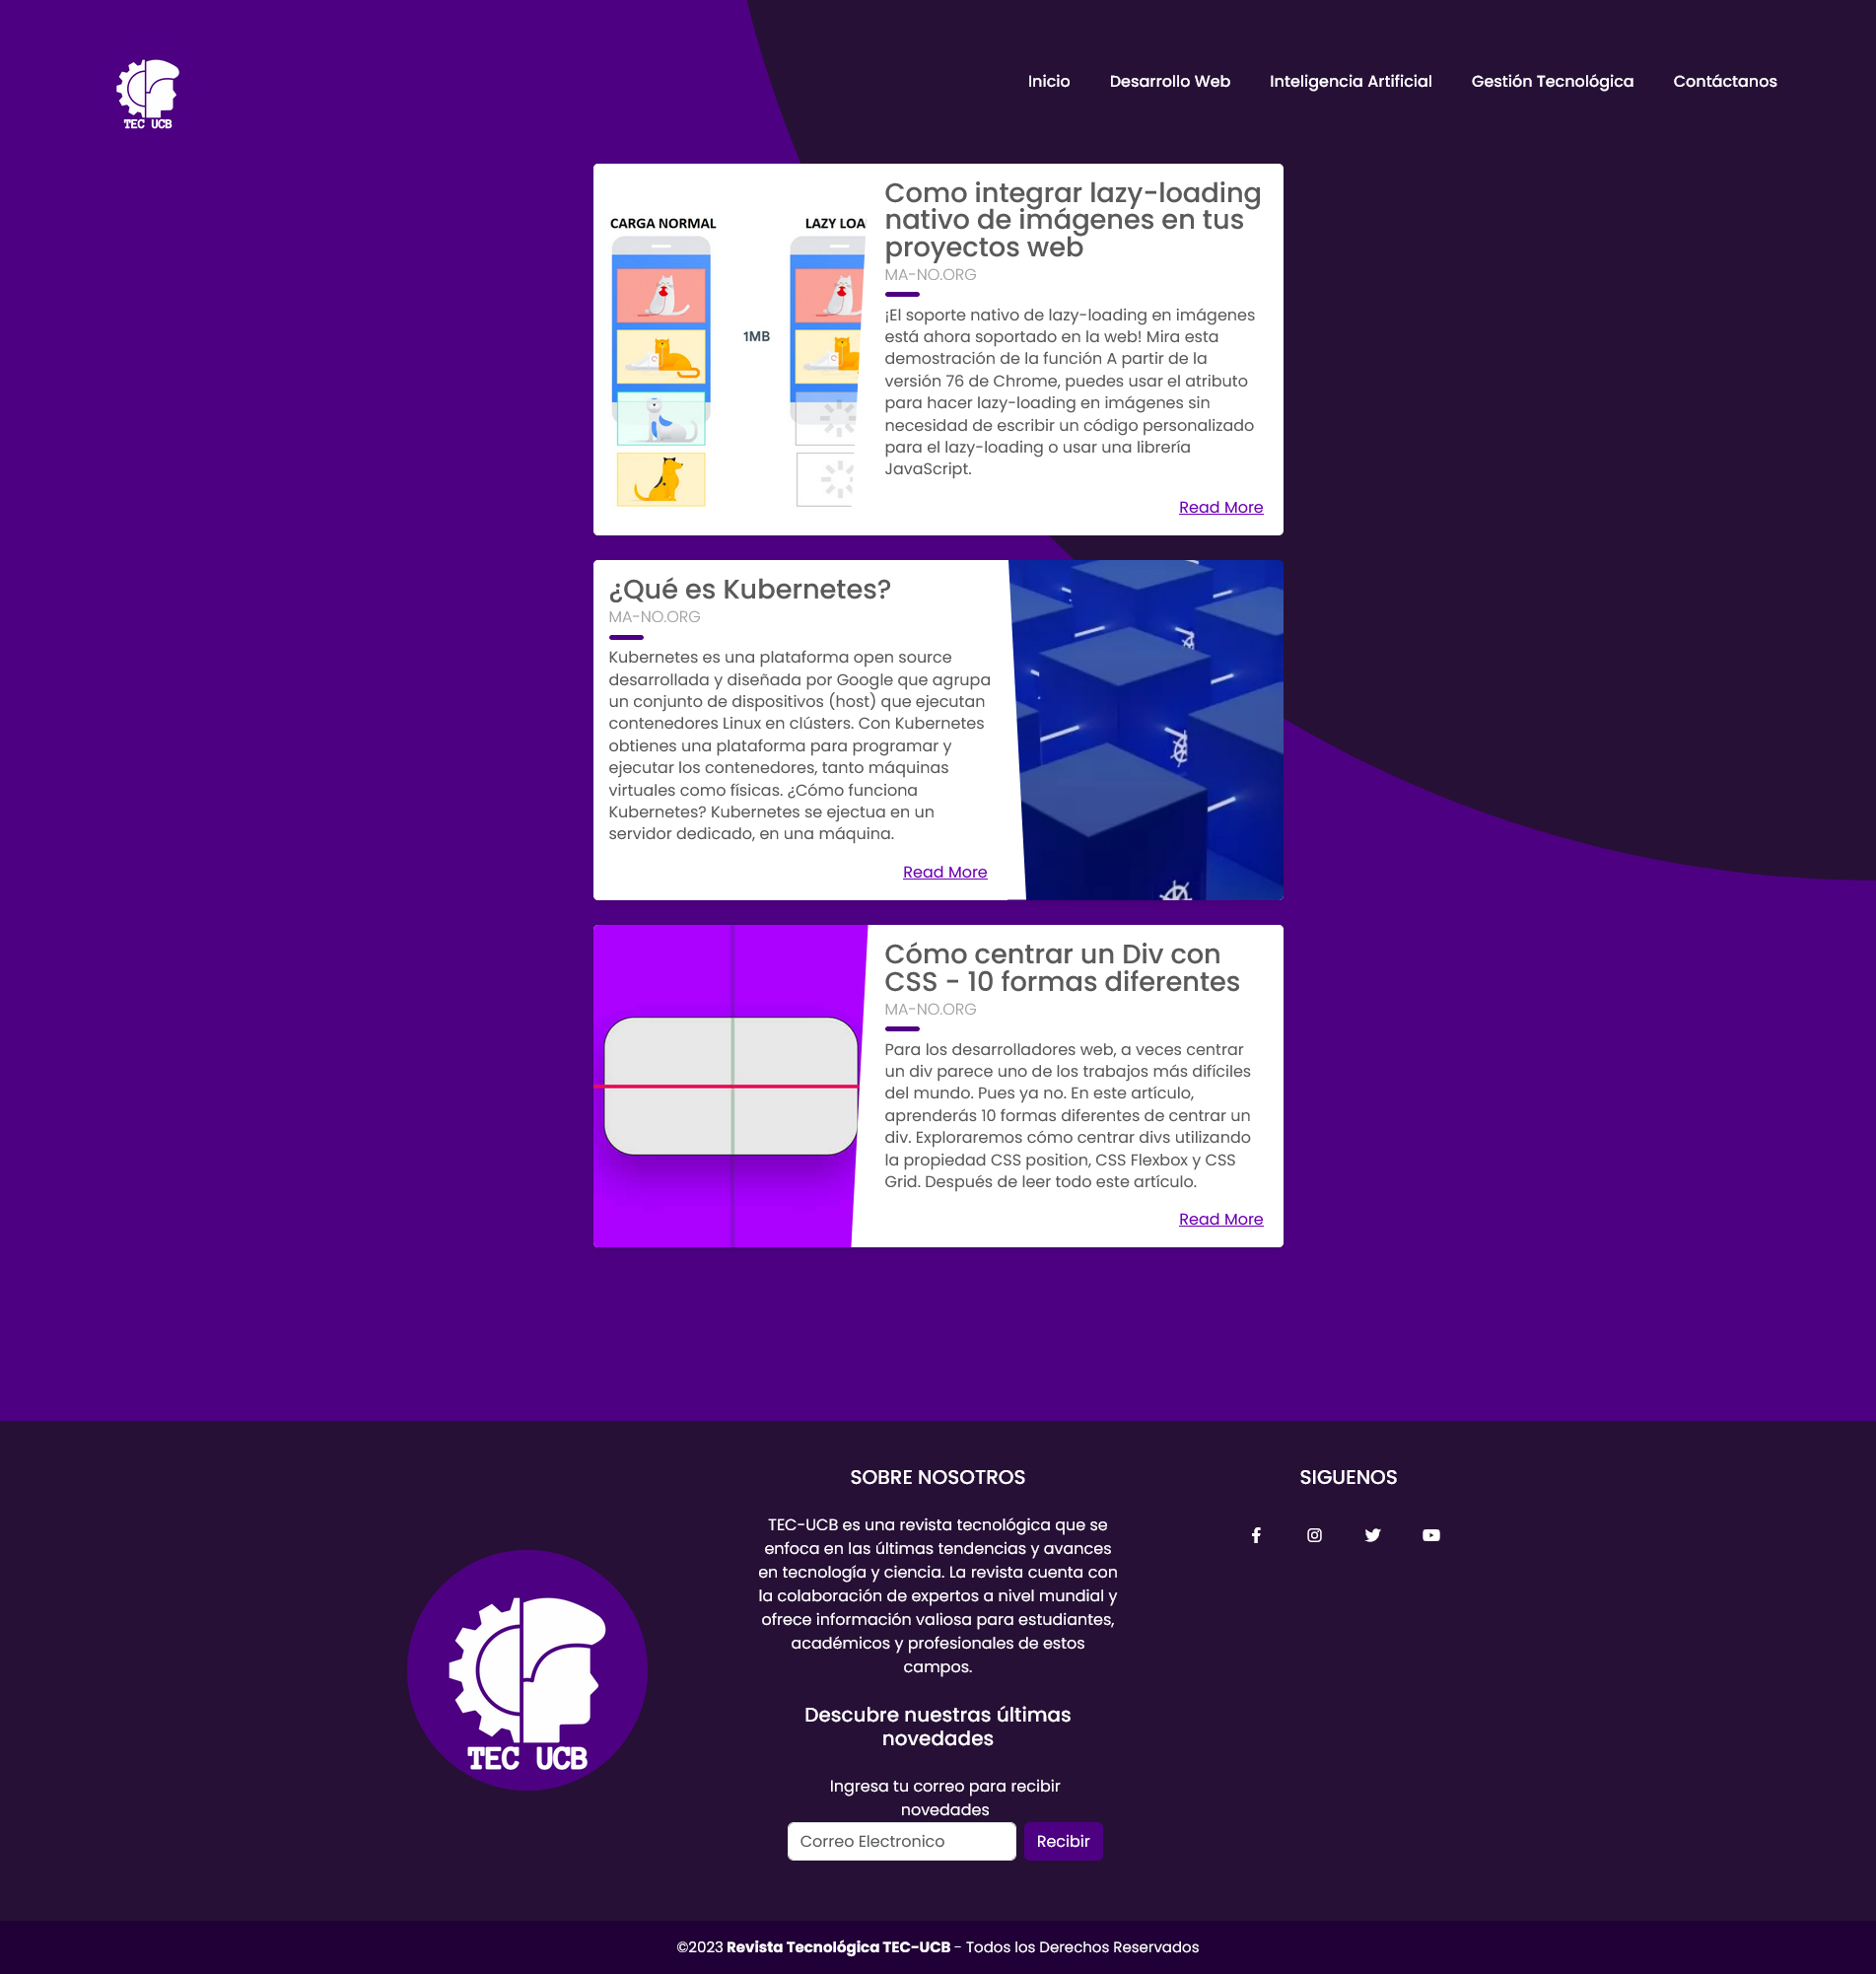 TEC UCB
Inicio Desarrollo Web Inteligencia Artificial Gestión Tecnológica Contáctanos
CARGA NORMAL LAZY LOA
1MB
Como integrar lazy-loading
nativo de imágenes en tus
proyectos web
MA-NO.ORG
¡El soporte nativo de lazy-loading en imágenes
está ahora soportado en la web! Mira esta
demostración de la función A partir de la
versión 76 de Chrome, puedes usar el atributo
para hacer lazy-loading en imágenes sin
necesidad de escribir un código personalizado
para el lazy-loading o usar una librería
JavaScript.
Read More
¿Qué es Kubernetes?
MA-NO.ORG
Kubernetes es una plataforma open source
desarrollada y diseñada por Google que agrupa
un conjunto de dispositivos (host) que ejecutan
contenedores Linux en clústers. Con Kubernetes
obtienes una plataforma para programar y
ejecutar los contenedores, tanto máquinas
virtuales como físicas. ¿Cómo funciona
Kubernetes? Kubernetes se ejectua en un
servidor dedicado, en una máquina.
Read More
Cómo centrar un Div con
CSS - 10 formas diferentes
MA-NO.ORG
Para los desarrolladores web, a veces centrar
un div parece uno de los trabajos más difíciles
del mundo. Pues ya no. En este artículo,
aprenderás 10 formas diferentes de centrar un
div. Exploraremos cómo centrar divs utilizando
la propiedad CSS position, CSS Flexbox y CSS
Grid. Después de leer todo este artículo.
Read More
TEC UCB
SOBRE NOSOTROS
TEC-UCB es una revista tecnológica que se
enfoca en las últimas tendencias y avances
en tecnología y ciencia. La revista cuenta con
la colaboración de expertos a nivel mundial y
ofrece información valiosa para estudiantes,
académicos y profesionales de estos
campos.
Descubre nuestras últimas
novedades
Ingresa tu correo para recibir
novedades
Correo Electronico Recibir
SIGUENOS
©2023 Revista Tecnológica TEC-UCB - Todos los Derechos Reservados